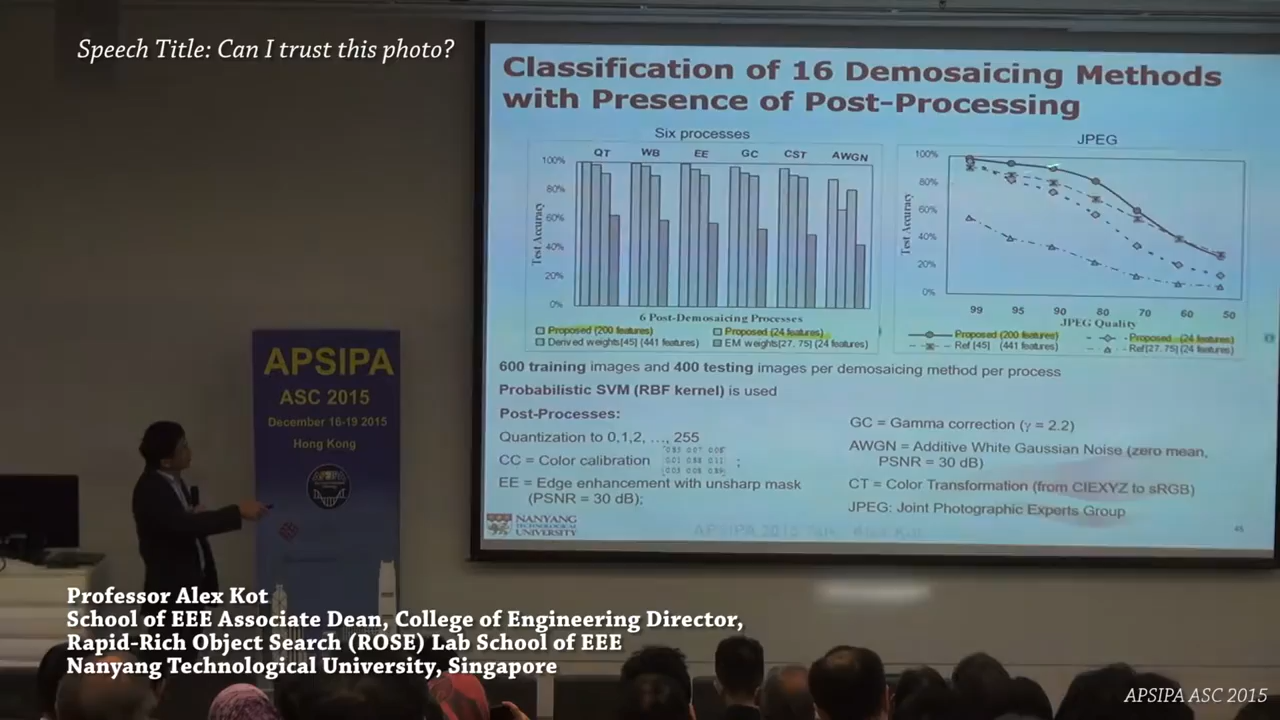 Speech Title: Can I trust this photo?
Classification of 16 Demosaicing Methods
with Presence of Post-Processing
Six processes
QT WB EE GC CST AWGN
100%
80%
60%
40%
20%
0%
Test Accuracy
6 Post-Demosaicing Processes
Proposed (200 features) Proposed (24 features)
Derived weights[45] (441 features) EM weights[27, 75] (24 features)
JPEG
100%
80%
60%
40%
20%
0%
Test Accuracy
99 95 90 80 70 60 50
JPEG Quality
Proposed (200 features) Proposed (24 features)
Ref [45] (441 features) Ref[27, 75] (24 features)
600 training images and 400 testing images per demosaicing method per process
Probabilistic SVM (RBF kernel) is used
Post-Processes:
Quantization to 0,1,2, …, 255
CC = Color calibration ;
EE = Edge enhancement with unsharp mask
(PSNR = 30 dB);
GC = Gamma correction (γ = 2.2)
AWGN = Additive White Gaussian Noise (zero mean,
PSNR = 30 dB)
CT = Color Transformation (from CIEXYZ to sRGB)
JPEG: Joint Photographic Experts Group
NANYANG
TECHNOLOGICAL
UNIVERSITY
APSIPA
ASC 2015
December 16-19 2015
Hong Kong
Professor Alex Kot
School of EEE Associate Dean, College of Engineering Director,
Rapid-Rich Object Search (ROSE) Lab School of EEE
Nanyang Technological University, Singapore
APSIPA ASC 2015